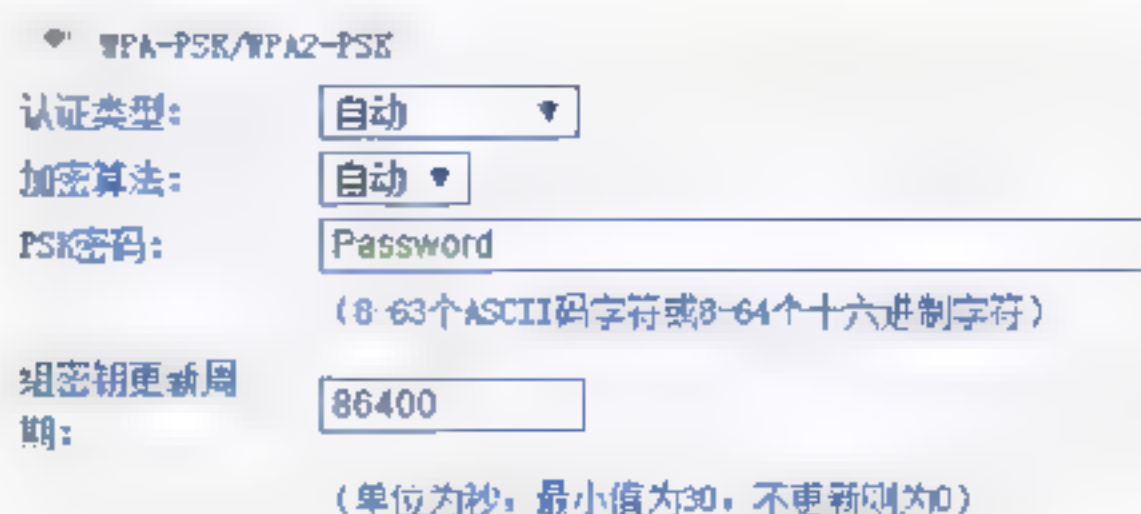 WPA-PSK/WPA2-PSK
认证类型: 自动
加密算法: 自动
PSK密码: Password
(8-63个ASCII码字符或8-64个十六进制字符)
组密钥更新周
期: 86400
(单位为秒,最小值为30,不更新则为0)